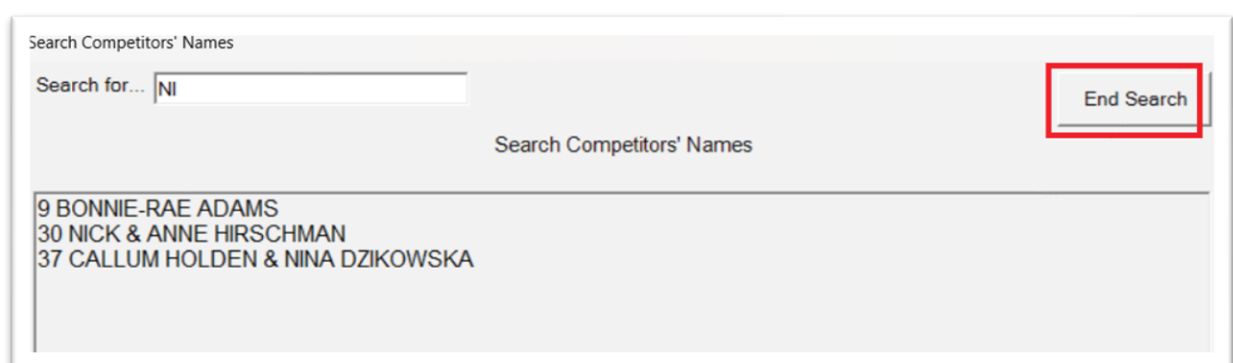 Search Competitors' Names
Search for... NI
End Search
Search Competitors' Names
9 BONNIE-RAE ADAMS
30 NICK & ANNE HIRSCHMAN
37 CALLUM HOLDEN & NINA DZIKOWSKA